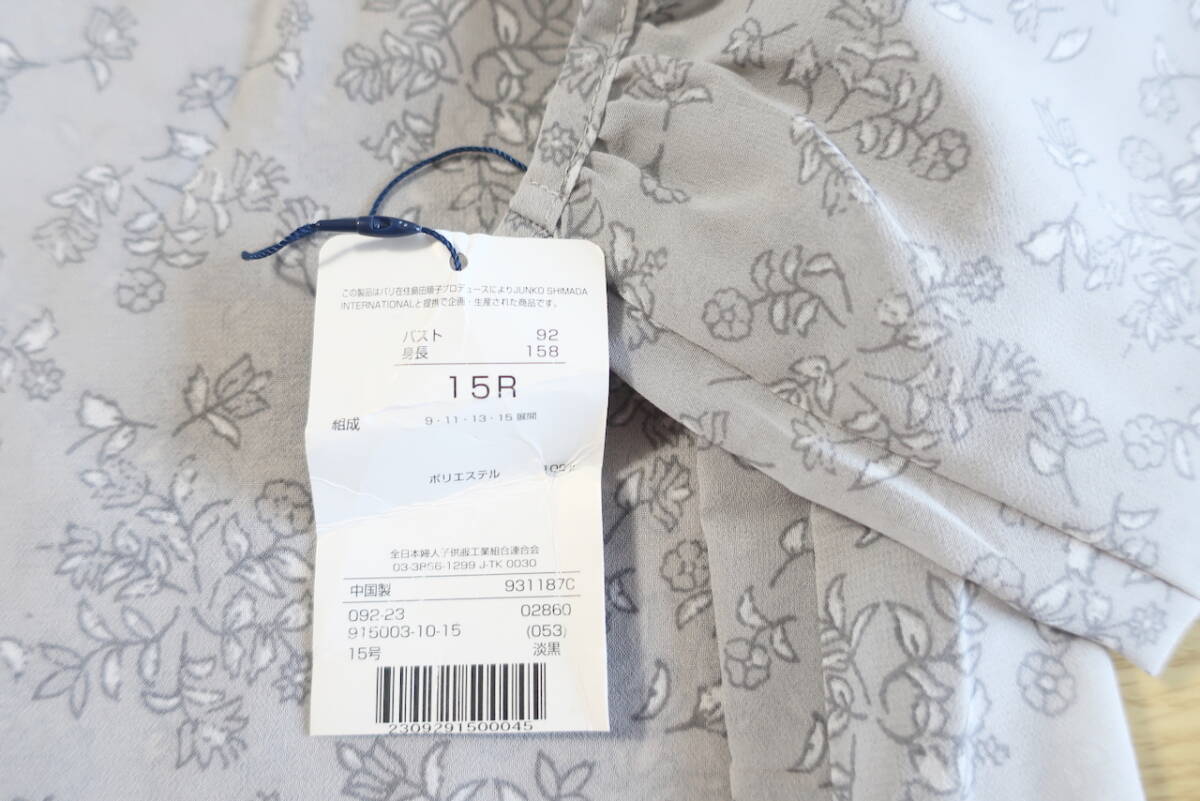 この製品はパリ在住島田順子プロデュースによりJUNKO SHIMADA
INTERNATIONALと提携で企画・生産された商品です。
バスト 92
身長 158
15R
9・11・13・15 展開
組成
ポリエステル
全日本婦人子供服工業組合連合会
03-3856-1299 J-TK 0030
中国製 931187C
092-23 02860
915003-10-15 (053)
15号 淡黒
2309291500045